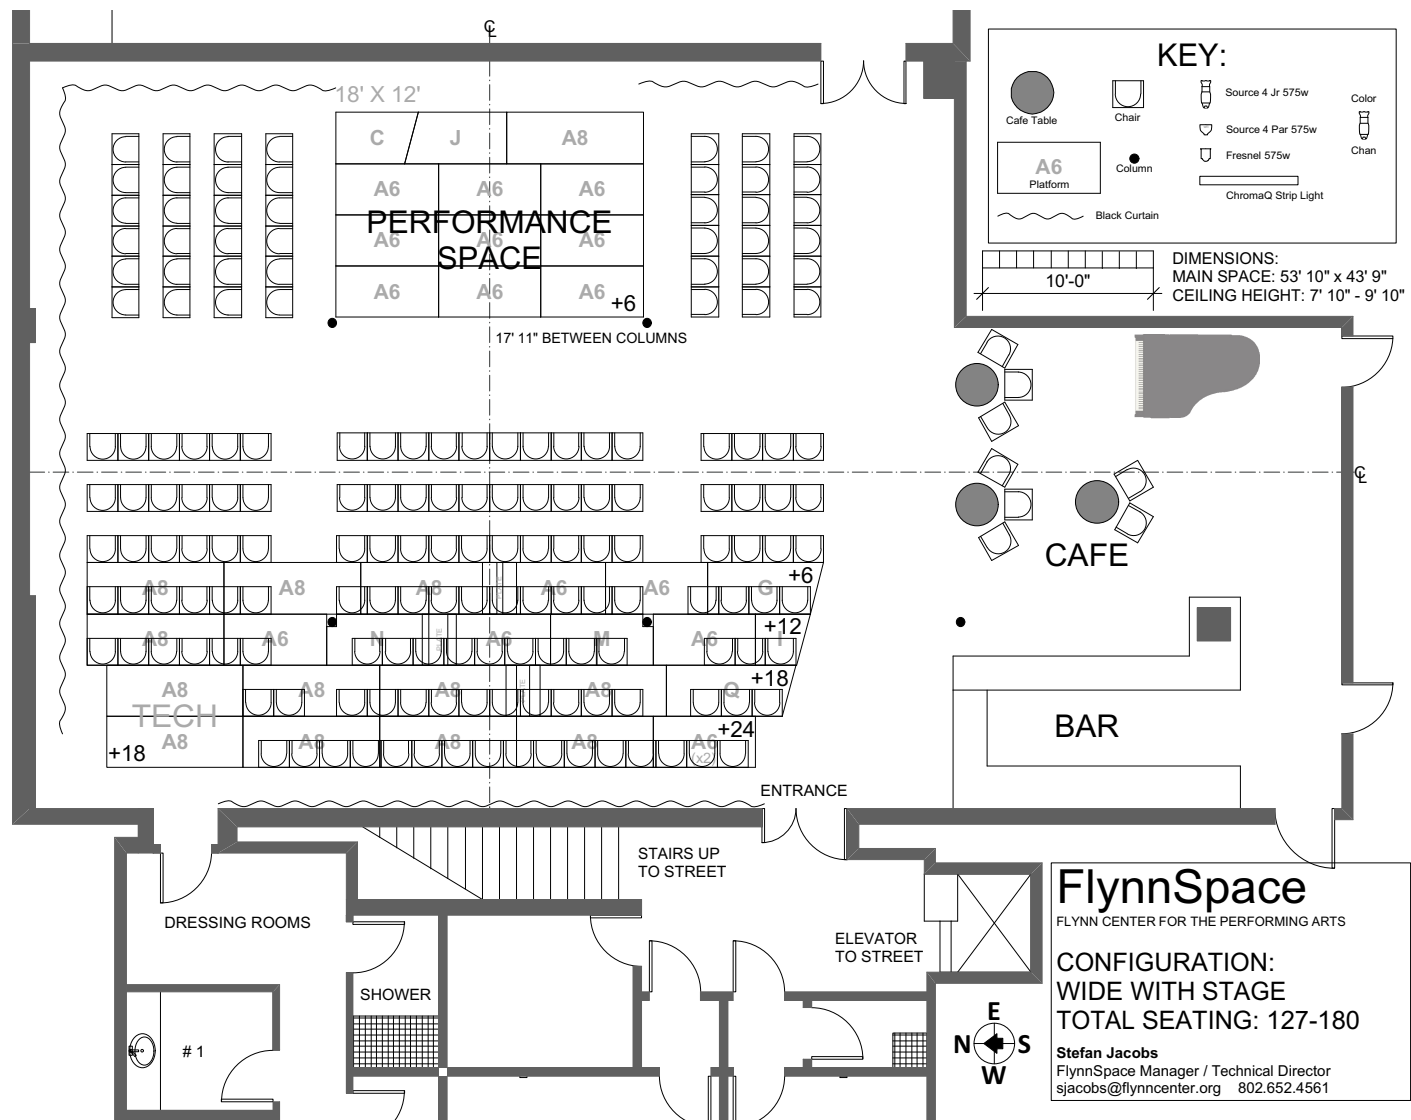 ℄
KEY:
Cafe Table
Chair
Source 4 Jr 575w
Source 4 Par 575w
Fresnel 575w
Color
Chan
A6
Platform
Column
ChromaQ Strip Light
Black Curtain
10'-0"
DIMENSIONS:
MAIN SPACE: 53' 10" x 43' 9"
CEILING HEIGHT: 7' 10" - 9' 10"
18' X 12'
C J A8
A6 A6 A6
PERFORMANCE
A6 A6 A6
SPACE
A6 A6 A6 +6
17' 11" BETWEEN COLUMNS
℄
CAFE
A8 A8 A8 A6 A6 G +6
A8 A6 N A6 M A6 I +12
A8 A8 A8 A8 Q +18
TECH
+18 A8 A8 A8 A8 A6 +24
(x2)
BAR
ENTRANCE
STAIRS UP
TO STREET
DRESSING ROOMS
ELEVATOR
TO STREET
SHOWER
# 1
E
N S
W
FlynnSpace
FLYNN CENTER FOR THE PERFORMING ARTS
CONFIGURATION:
WIDE WITH STAGE
TOTAL SEATING: 127-180
Stefan Jacobs
FlynnSpace Manager / Technical Director
sjacobs@flynncenter.org 802.652.4561